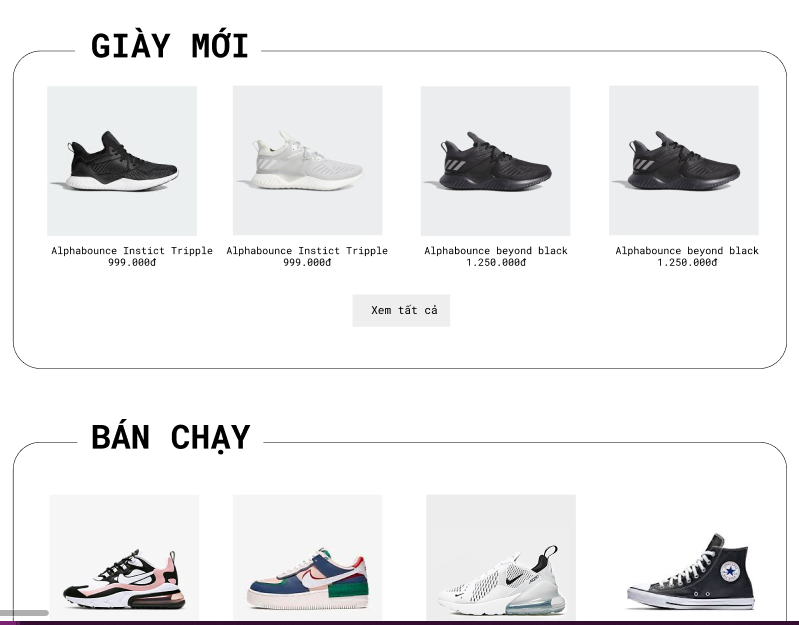 GIÀY MỚI
Alphabounce Instict Tripple
999.000đ
Alphabounce Instict Tripple
999.000đ
Alphabounce beyond black
1.250.000đ
Alphabounce beyond black
1.250.000đ
Xem tất cả
BÁN CHẠY